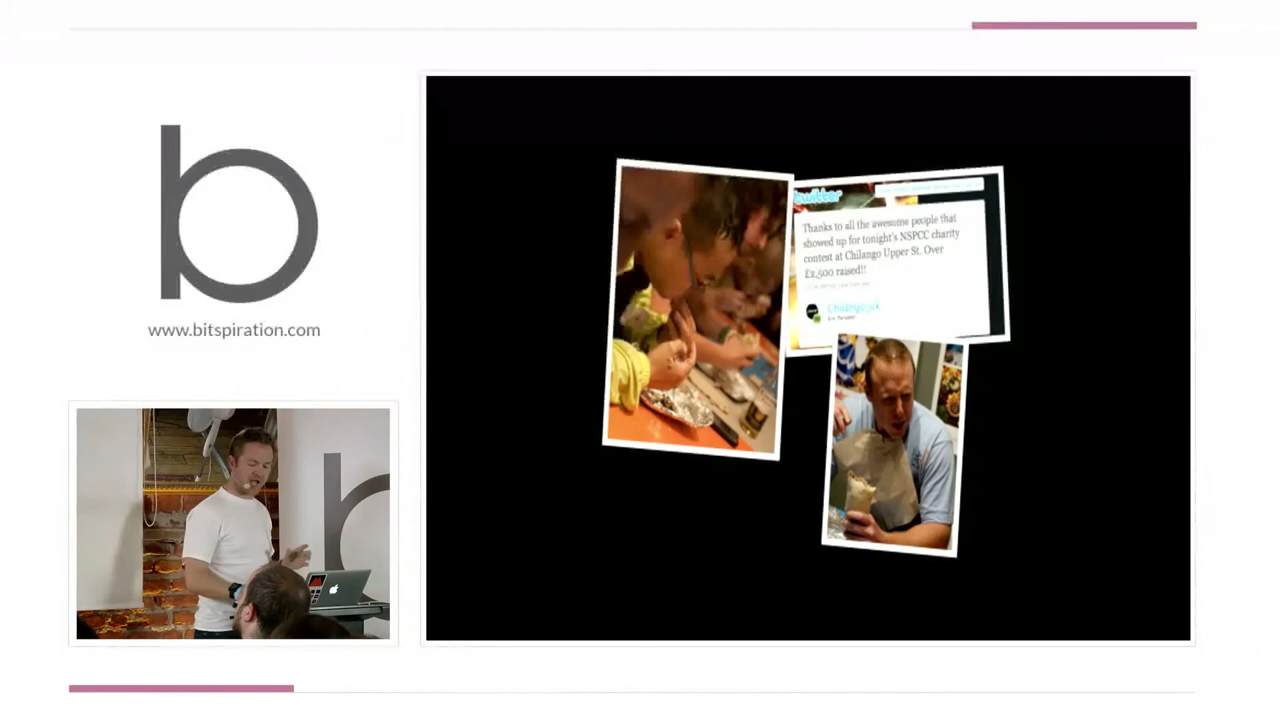 b
www.bitspiration.com
twitter
Thanks to all the awesome people that
showed up for tonight's NSPCC charity
contest at Chilango Upper St. Over
£2,500 raised!!
b